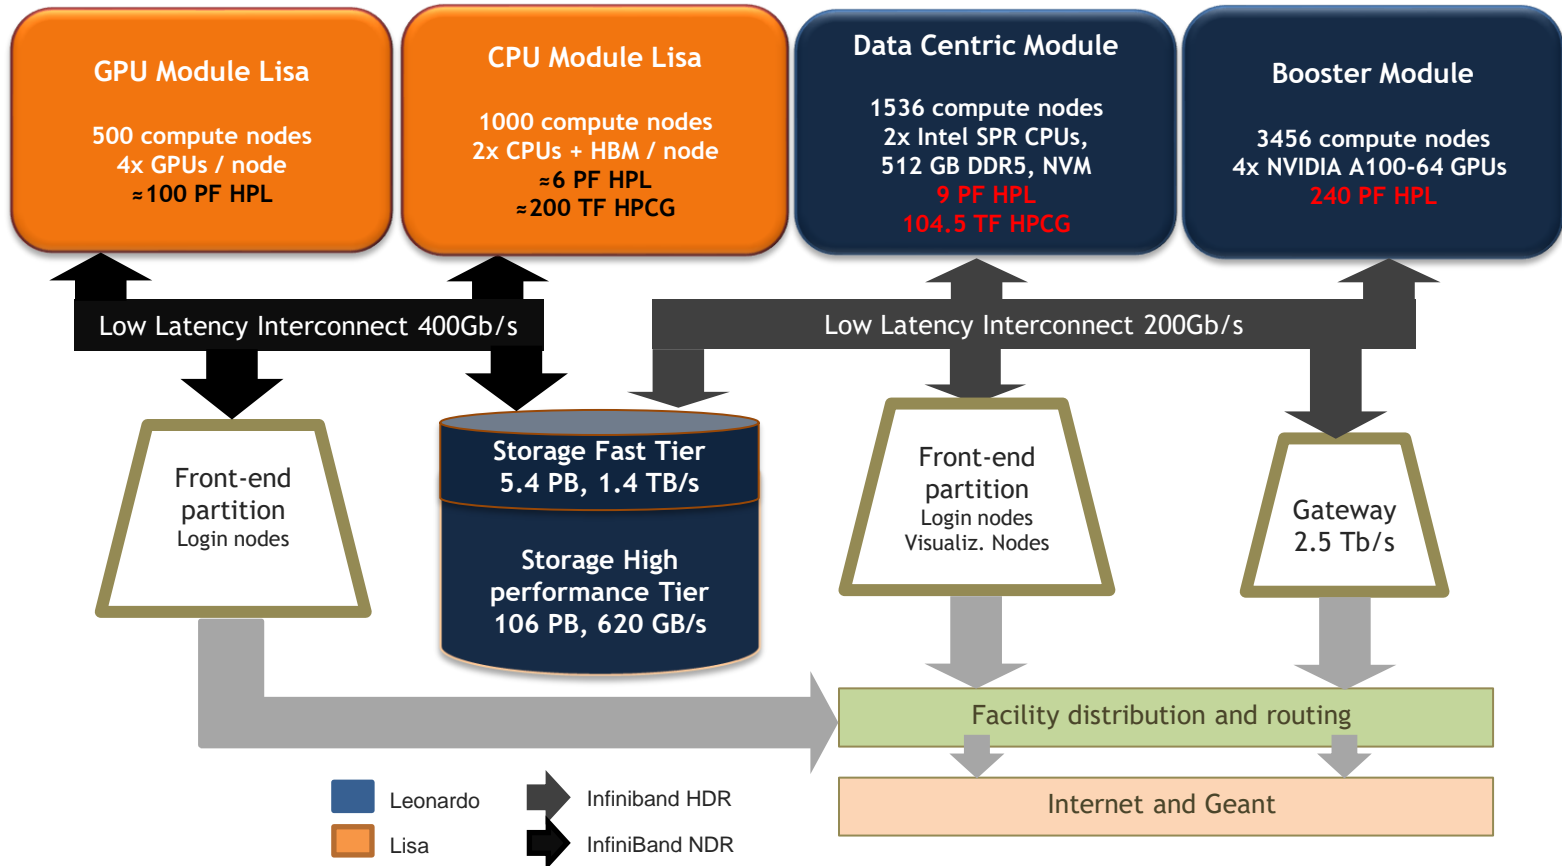 GPU Module Lisa
500 compute nodes
4x GPUs / node
≈100 PF HPL
CPU Module Lisa
1000 compute nodes
2x CPUs + HBM / node
≈6 PF HPL
≈200 TF HPCG
Data Centric Module
1536 compute nodes
2x Intel SPR CPUs,
512 GB DDR5, NVM
9 PF HPL
104.5 TF HPCG
Booster Module
3456 compute nodes
4x NVIDIA A100-64 GPUs
240 PF HPL
Low Latency Interconnect 400Gb/s
Low Latency Interconnect 200Gb/s
Front-end
partition
Login nodes
Storage Fast Tier
5.4 PB, 1.4 TB/s
Storage High
performance Tier
106 PB, 620 GB/s
Front-end
partition
Login nodes
Visualiz. Nodes
Gateway
2.5 Tb/s
Facility distribution and routing
Internet and Geant
Leonardo
Infiniband HDR
Lisa
InfiniBand NDR